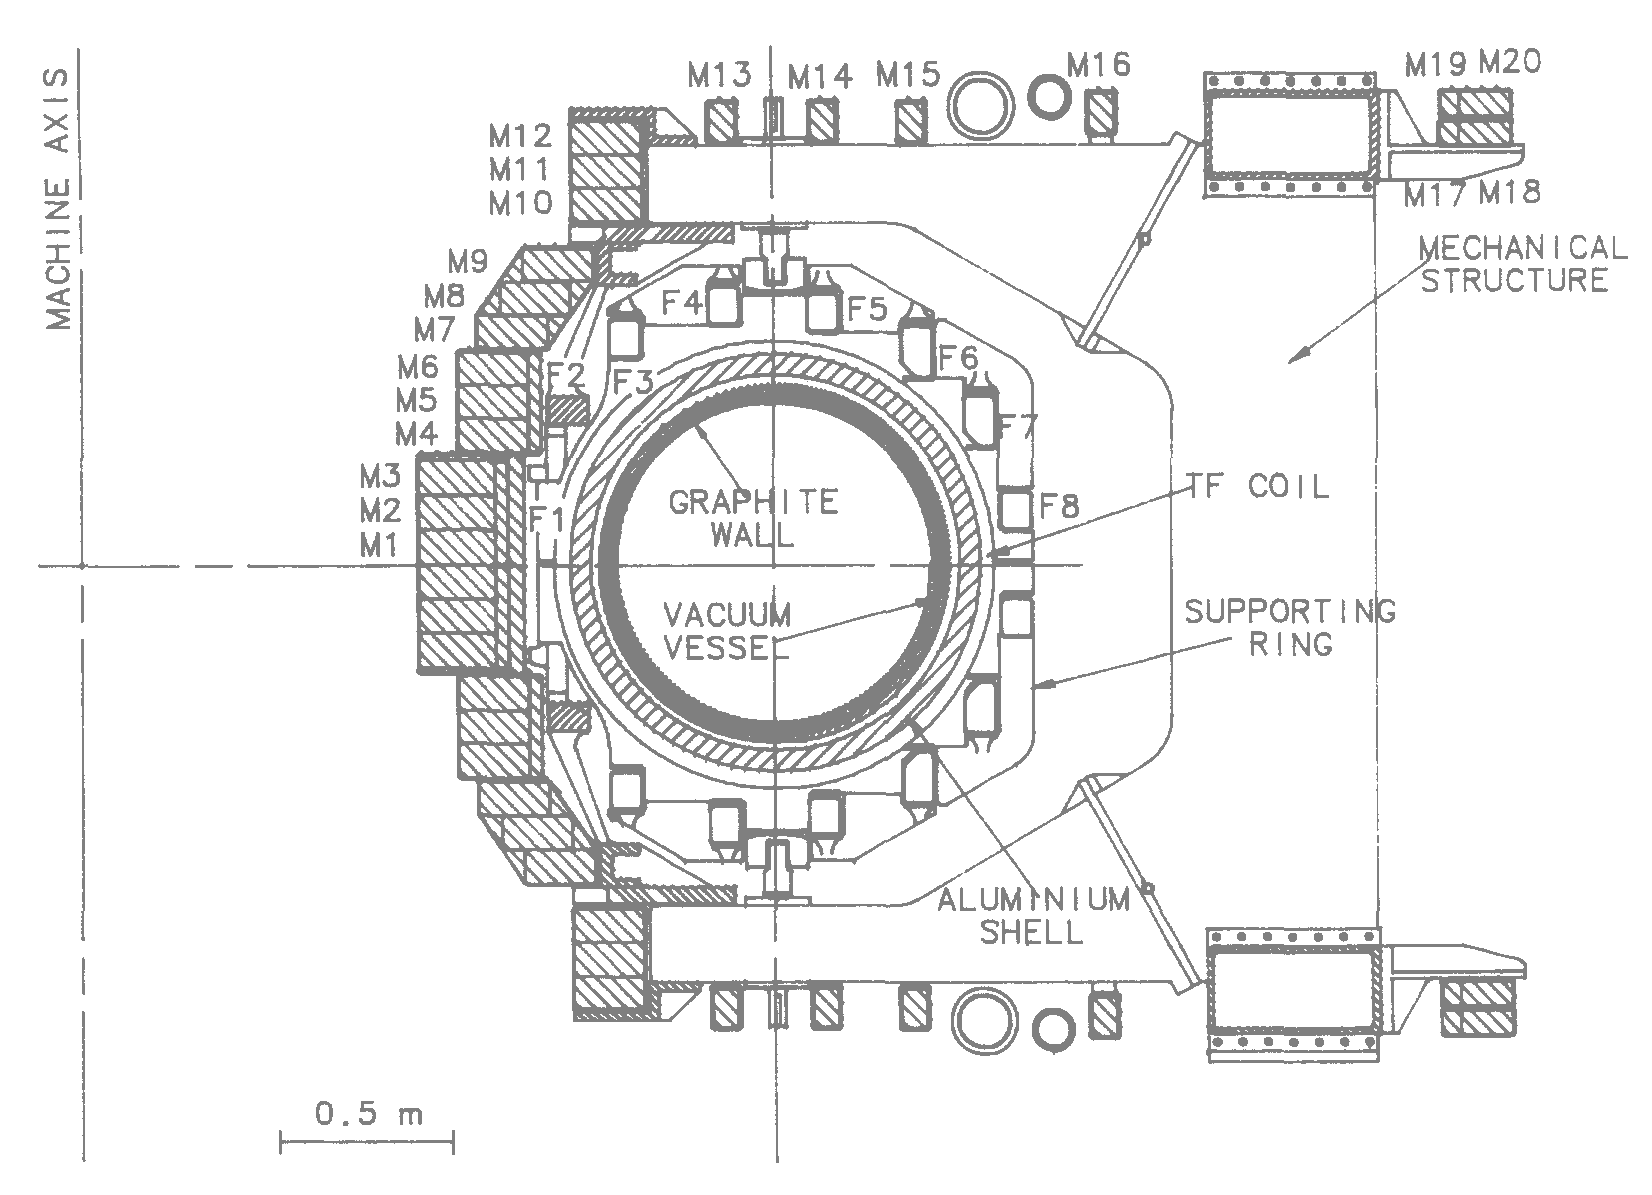 MACHINE AXIS
M13
M14
M15
M16
M19 M20
M12
M11
M10
M17 M18
MECHANICAL
STRUCTURE
M9
M8
M7
M6
M5
M4
M3
M2
M1
F1
F2
F3
F4
F5
F6
F7
F8
GRAPHITE
WALL
TF COIL
VACUUM
VESSEL
SUPPORTING
RING
ALUMINIUM
SHELL
0.5 m